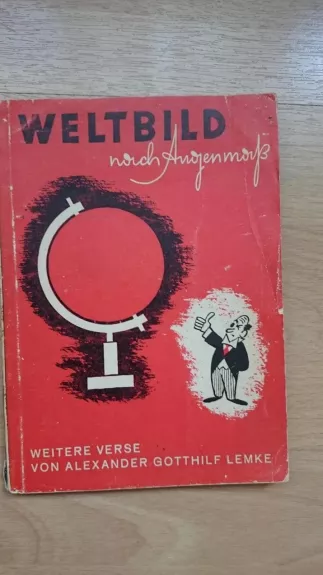 WELTBILD
nach Augenmaß
WEITERE VERSE
VON ALEXANDER GOTTHILF LEMKE